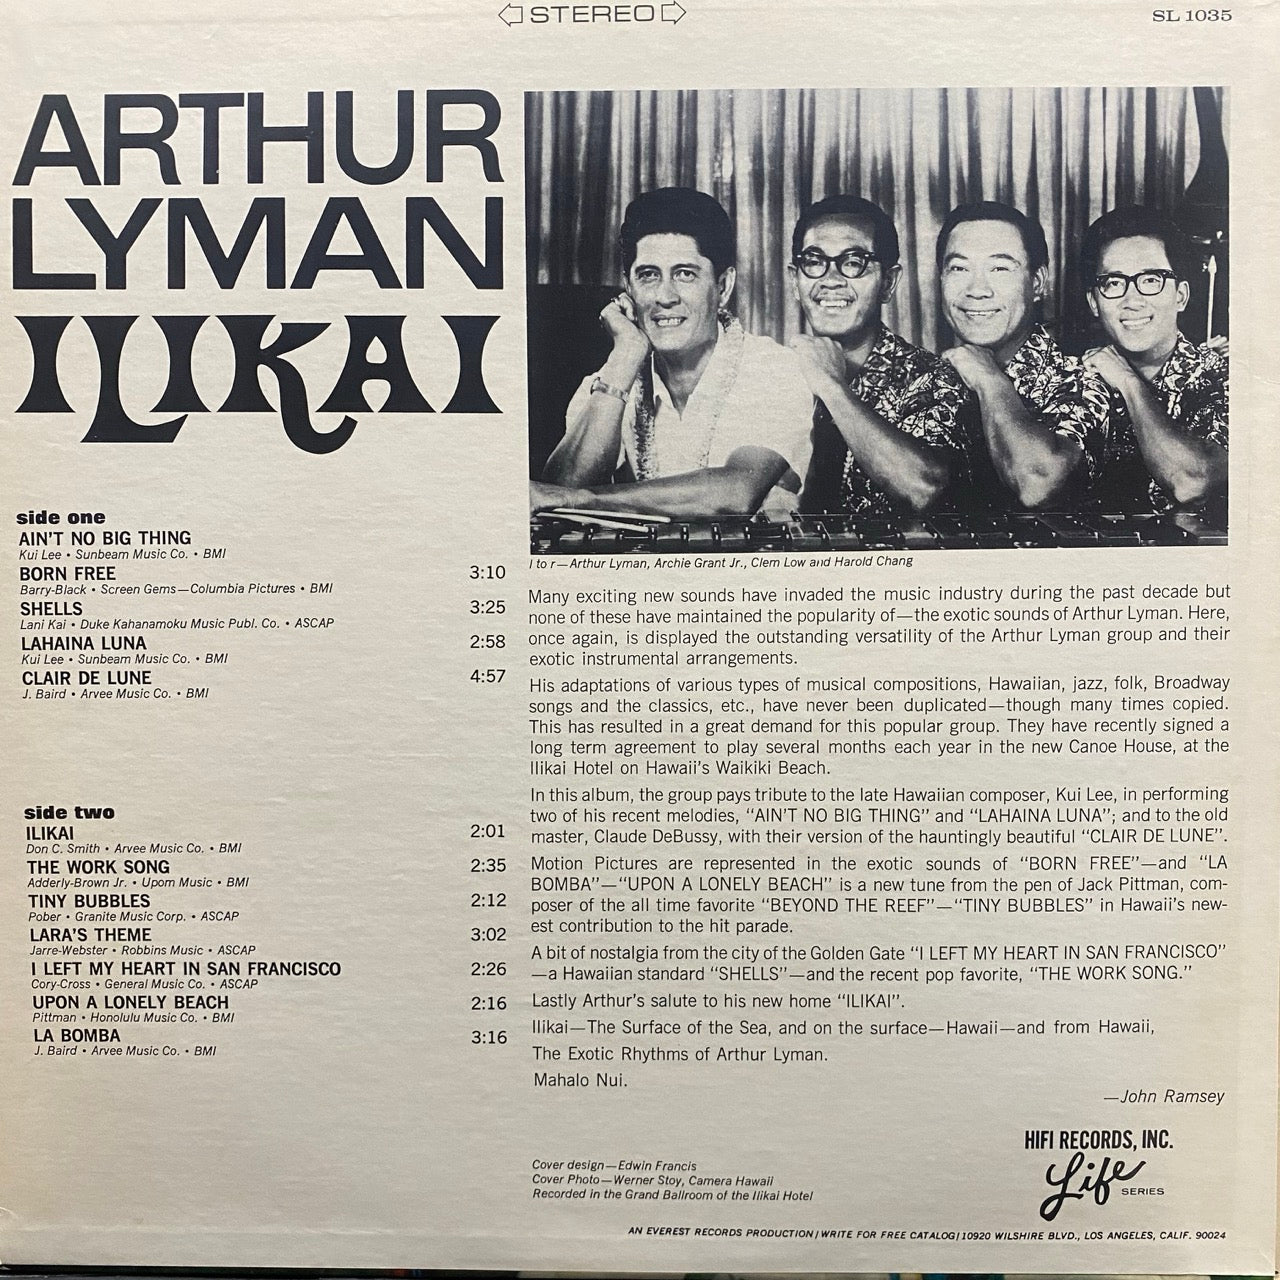 STEREO
SL 1035
ARTHUR
LYMAN
ILIKAI
side one
AIN'T NO BIG THING
Kui Lee • Sunbeam Music Co. • BMI
BORN FREE 3:10
Barry-Black • Screen Gems—Columbia Pictures • BMI
SHELLS 3:25
Lani Kai • Duke Kahanamoku Music Publ. Co. • ASCAP
LAHAINA LUNA 2:58
Kui Lee • Sunbeam Music Co. • BMI
CLAIR DE LUNE 4:57
J. Baird • Arvee Music Co. • BMI
side two
ILIKAI 2:01
Don C. Smith • Arvee Music Co. • BMI
THE WORK SONG 2:35
Adderly-Brown Jr. • Upom Music • BMI
TINY BUBBLES 2:12
Pober • Granite Music Corp. • ASCAP
LARA'S THEME 3:02
Jarre-Webster • Robbins Music • ASCAP
I LEFT MY HEART IN SAN FRANCISCO 2:26
Cory-Cross • General Music Co. • ASCAP
UPON A LONELY BEACH 2:16
Pittman • Honolulu Music Co. • BMI
LA BOMBA 3:16
J. Baird • Arvee Music Co. • BMI
l to r—Arthur Lyman, Archie Grant Jr., Clem Low and Harold Chang
Many exciting new sounds have invaded the music industry during the past decade but
none of these have maintained the popularity of—the exotic sounds of Arthur Lyman. Here,
once again, is displayed the outstanding versatility of the Arthur Lyman group and their
exotic instrumental arrangements.
His adaptations of various types of musical compositions, Hawaiian, jazz, folk, Broadway
songs and the classics, etc., have never been duplicated—though many times copied.
This has resulted in a great demand for this popular group. They have recently signed a
long term agreement to play several months each year in the new Canoe House, at the
Ilikai Hotel on Hawaii's Waikiki Beach.
In this album, the group pays tribute to the late Hawaiian composer, Kui Lee, in performing
two of his recent melodies, "AIN'T NO BIG THING" and "LAHAINA LUNA"; and to the old
master, Claude DeBussy, with their version of the hauntingly beautiful "CLAIR DE LUNE".
Motion Pictures are represented in the exotic sounds of "BORN FREE"—and "LA
BOMBA"—"UPON A LONELY BEACH" is a new tune from the pen of Jack Pittman, com-
poser of the all time favorite "BEYOND THE REEF"—"TINY BUBBLES" in Hawaii's new-
est contribution to the hit parade.
A bit of nostalgia from the city of the Golden Gate "I LEFT MY HEART IN SAN FRANCISCO"
—a Hawaiian standard "SHELLS"—and the recent pop favorite, "THE WORK SONG."
Lastly Arthur's salute to his new home "ILIKAI".
Ilikai—The Surface of the Sea, and on the surface—Hawaii—and from Hawaii,
The Exotic Rhythms of Arthur Lyman.
Mahalo Nui.
—John Ramsey
HIFI RECORDS, INC.
Life SERIES
Cover design—Edwin Francis
Cover Photo—Werner Stoy, Camera Hawaii
Recorded in the Grand Ballroom of the Ilikai Hotel
AN EVEREST RECORDS PRODUCTION / WRITE FOR FREE CATALOG / 10920 WILSHIRE BLVD., LOS ANGELES, CALIF. 90024